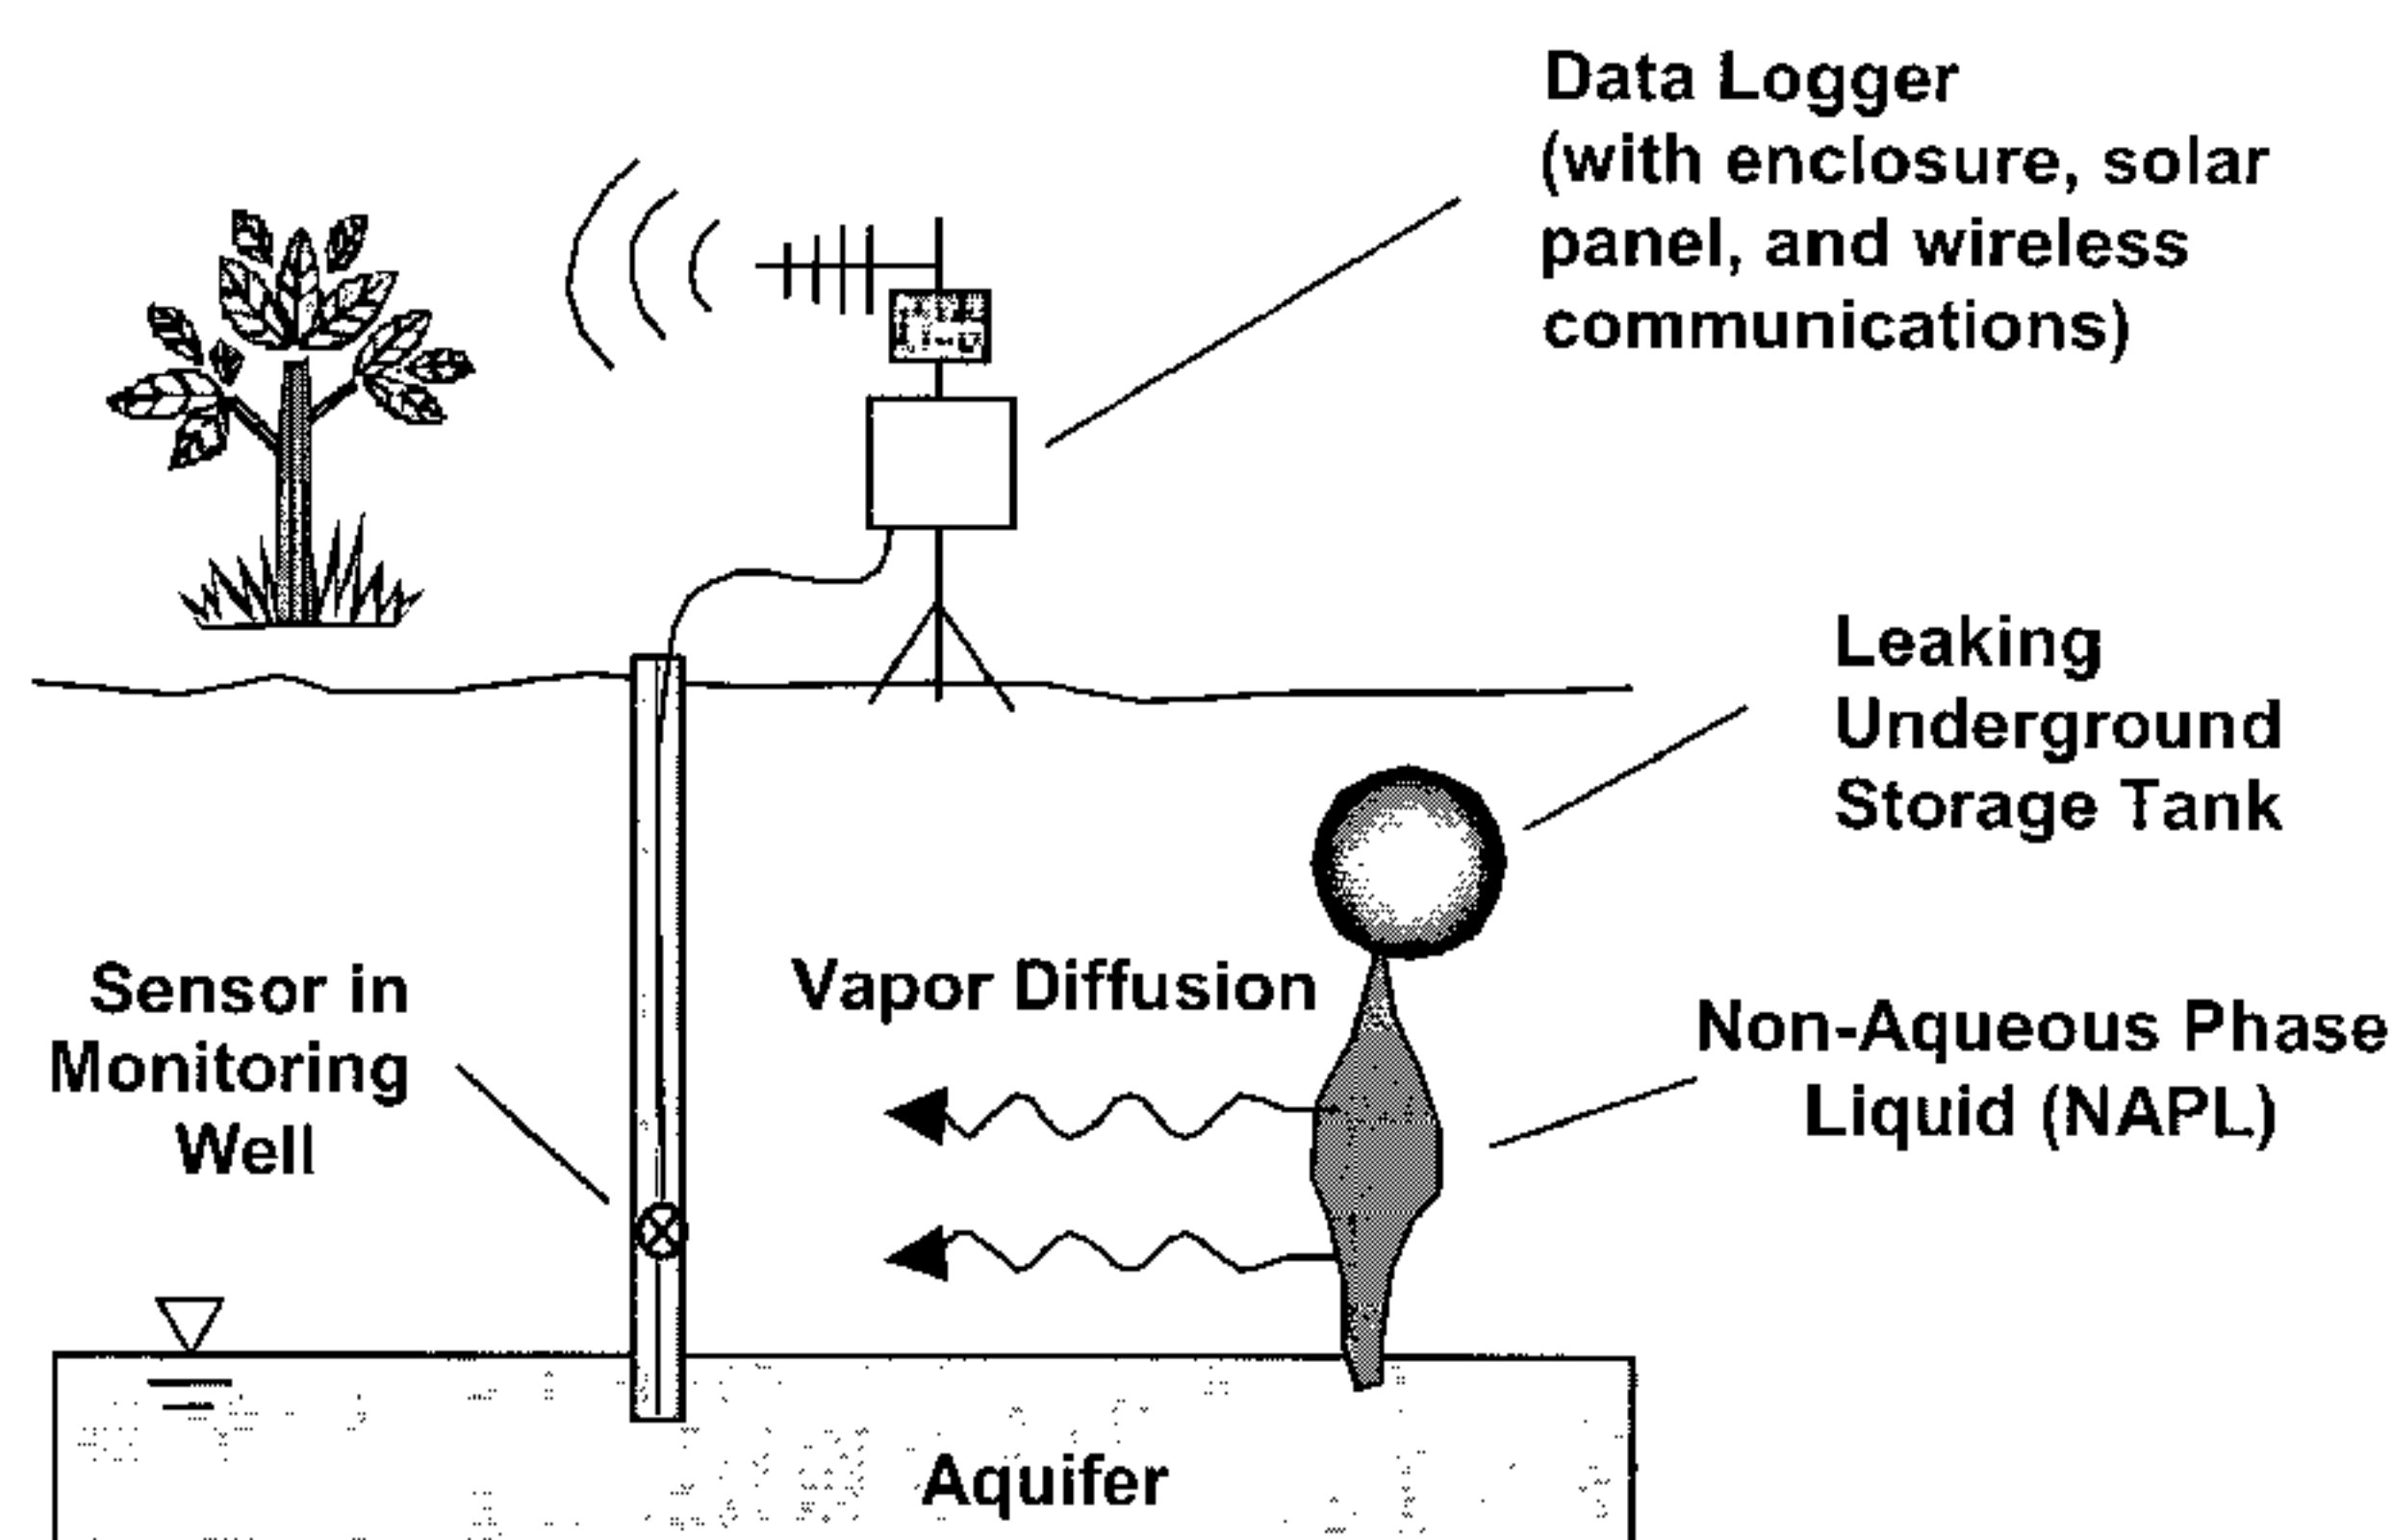 Data Logger
(with enclosure, solar
panel, and wireless
communications)
Leaking
Underground
Storage Tank
Sensor in
Monitoring
Well
Vapor Diffusion
Non-Aqueous Phase
Liquid (NAPL)
Aquifer